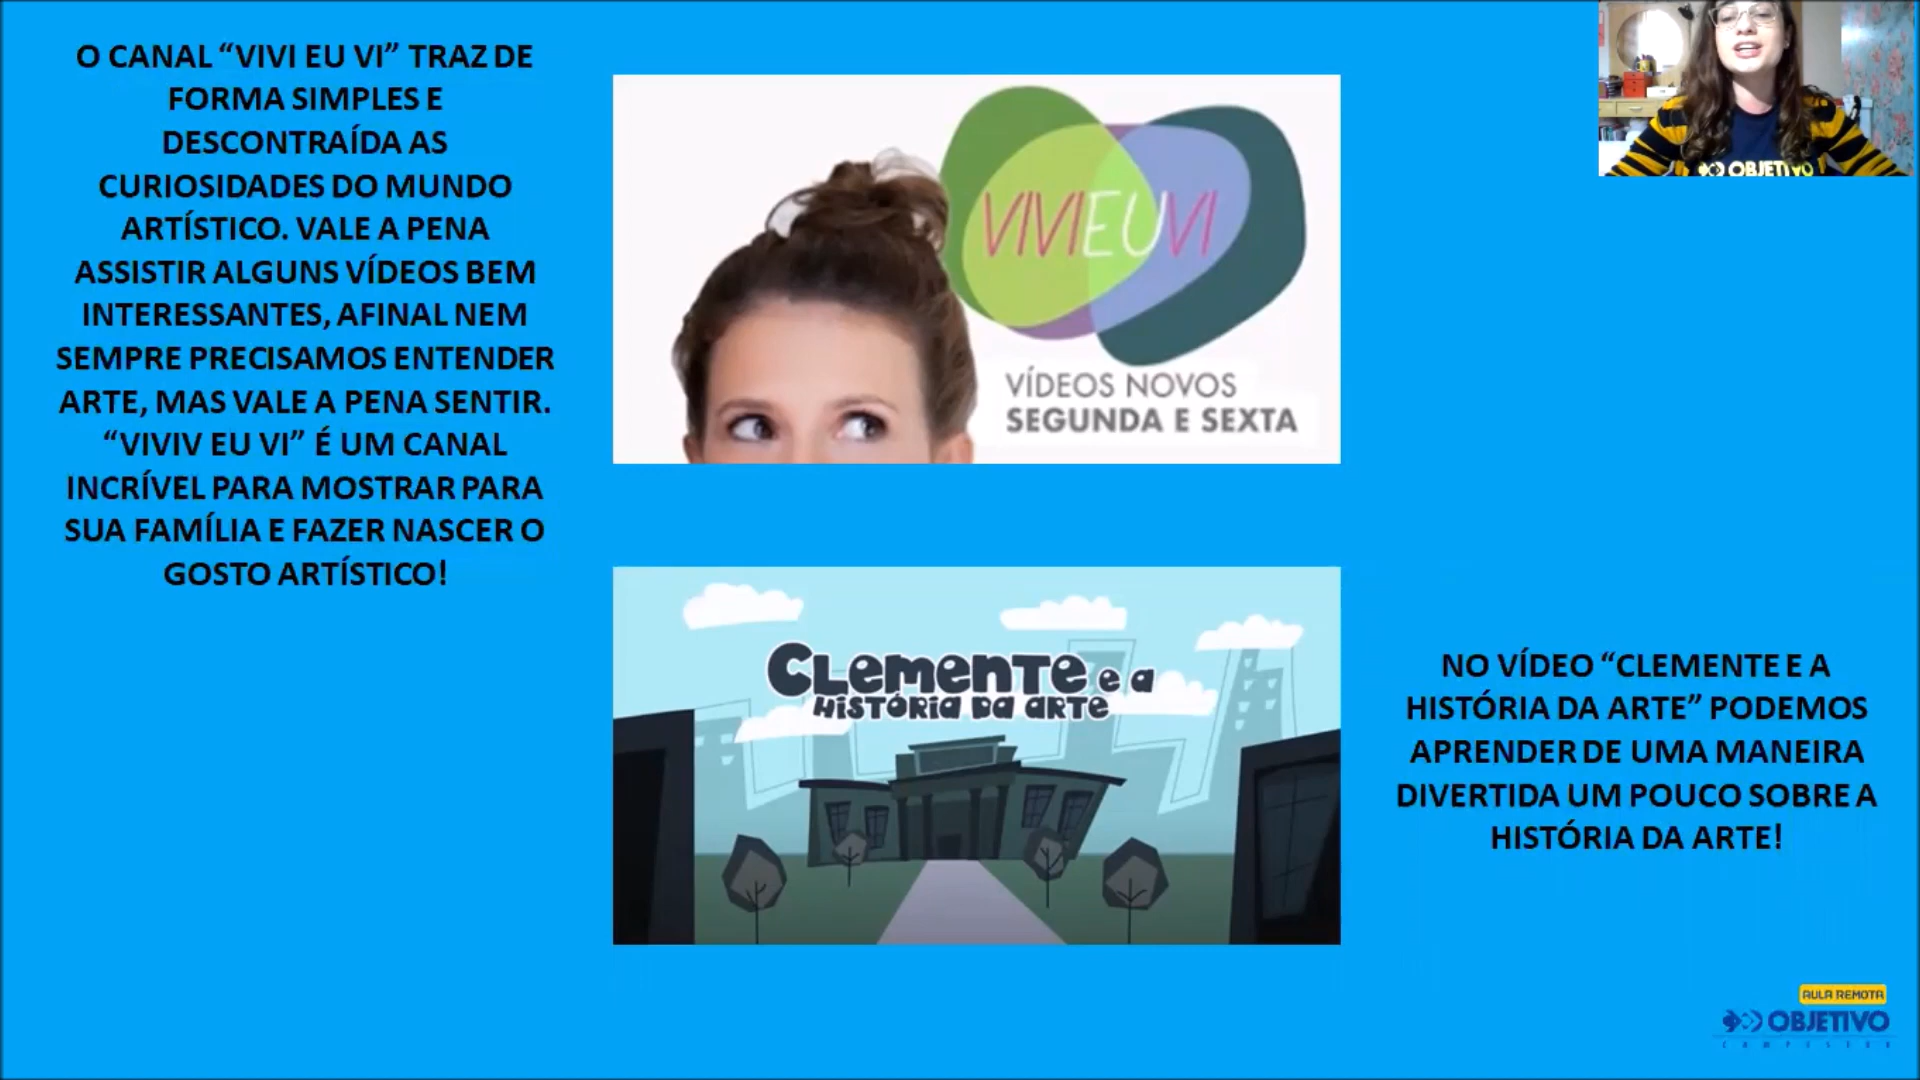 O CANAL “VIVI EU VI” TRAZ DE
FORMA SIMPLES E
DESCONTRAÍDA AS
CURIOSIDADES DO MUNDO
ARTÍSTICO. VALE A PENA
ASSISTIR ALGUNS VÍDEOS BEM
INTERESSANTES, AFINAL NEM
SEMPRE PRECISAMOS ENTENDER
ARTE, MAS VALE A PENA SENTIR.
“VIVIV EU VI” É UM CANAL
INCRÍVEL PARA MOSTRAR PARA
SUA FAMÍLIA E FAZER NASCER O
GOSTO ARTÍSTICO!
VIVIEUVI
VÍDEOS NOVOS
SEGUNDA E SEXTA
OBJETIVO
CLEMENTE E A
HISTÓRIA DA ARTE
NO VÍDEO “CLEMENTE E A
HISTÓRIA DA ARTE” PODEMOS
APRENDER DE UMA MANEIRA
DIVERTIDA UM POUCO SOBRE A
HISTÓRIA DA ARTE!
AULA REMOTA
OBJETIVO